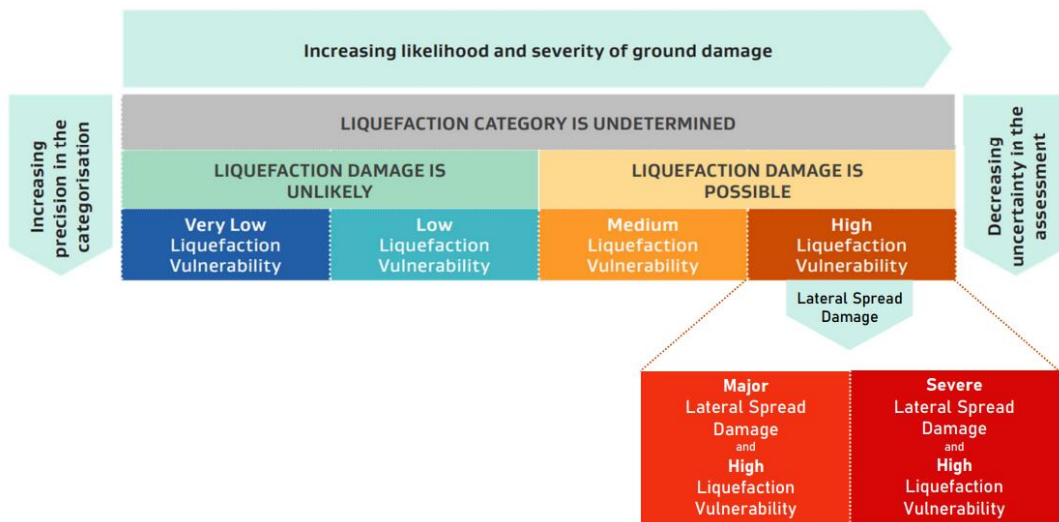 Increasing likelihood and severity of ground damage
Increasing
precision in the
categorisation
LIQUEFACTION CATEGORY IS UNDETERMINED
LIQUEFACTION DAMAGE IS
UNLIKELY
LIQUEFACTION DAMAGE IS
POSSIBLE
Very Low
Liquefaction
Vulnerability
Low
Liquefaction
Vulnerability
Medium
Liquefaction
Vulnerability
High
Liquefaction
Vulnerability
Decreasing
uncertainty in the
assessment
Lateral Spread
Damage
Major
Lateral Spread
Damage
and
High
Liquefaction
Vulnerability
Severe
Lateral Spread
Damage
and
High
Liquefaction
Vulnerability